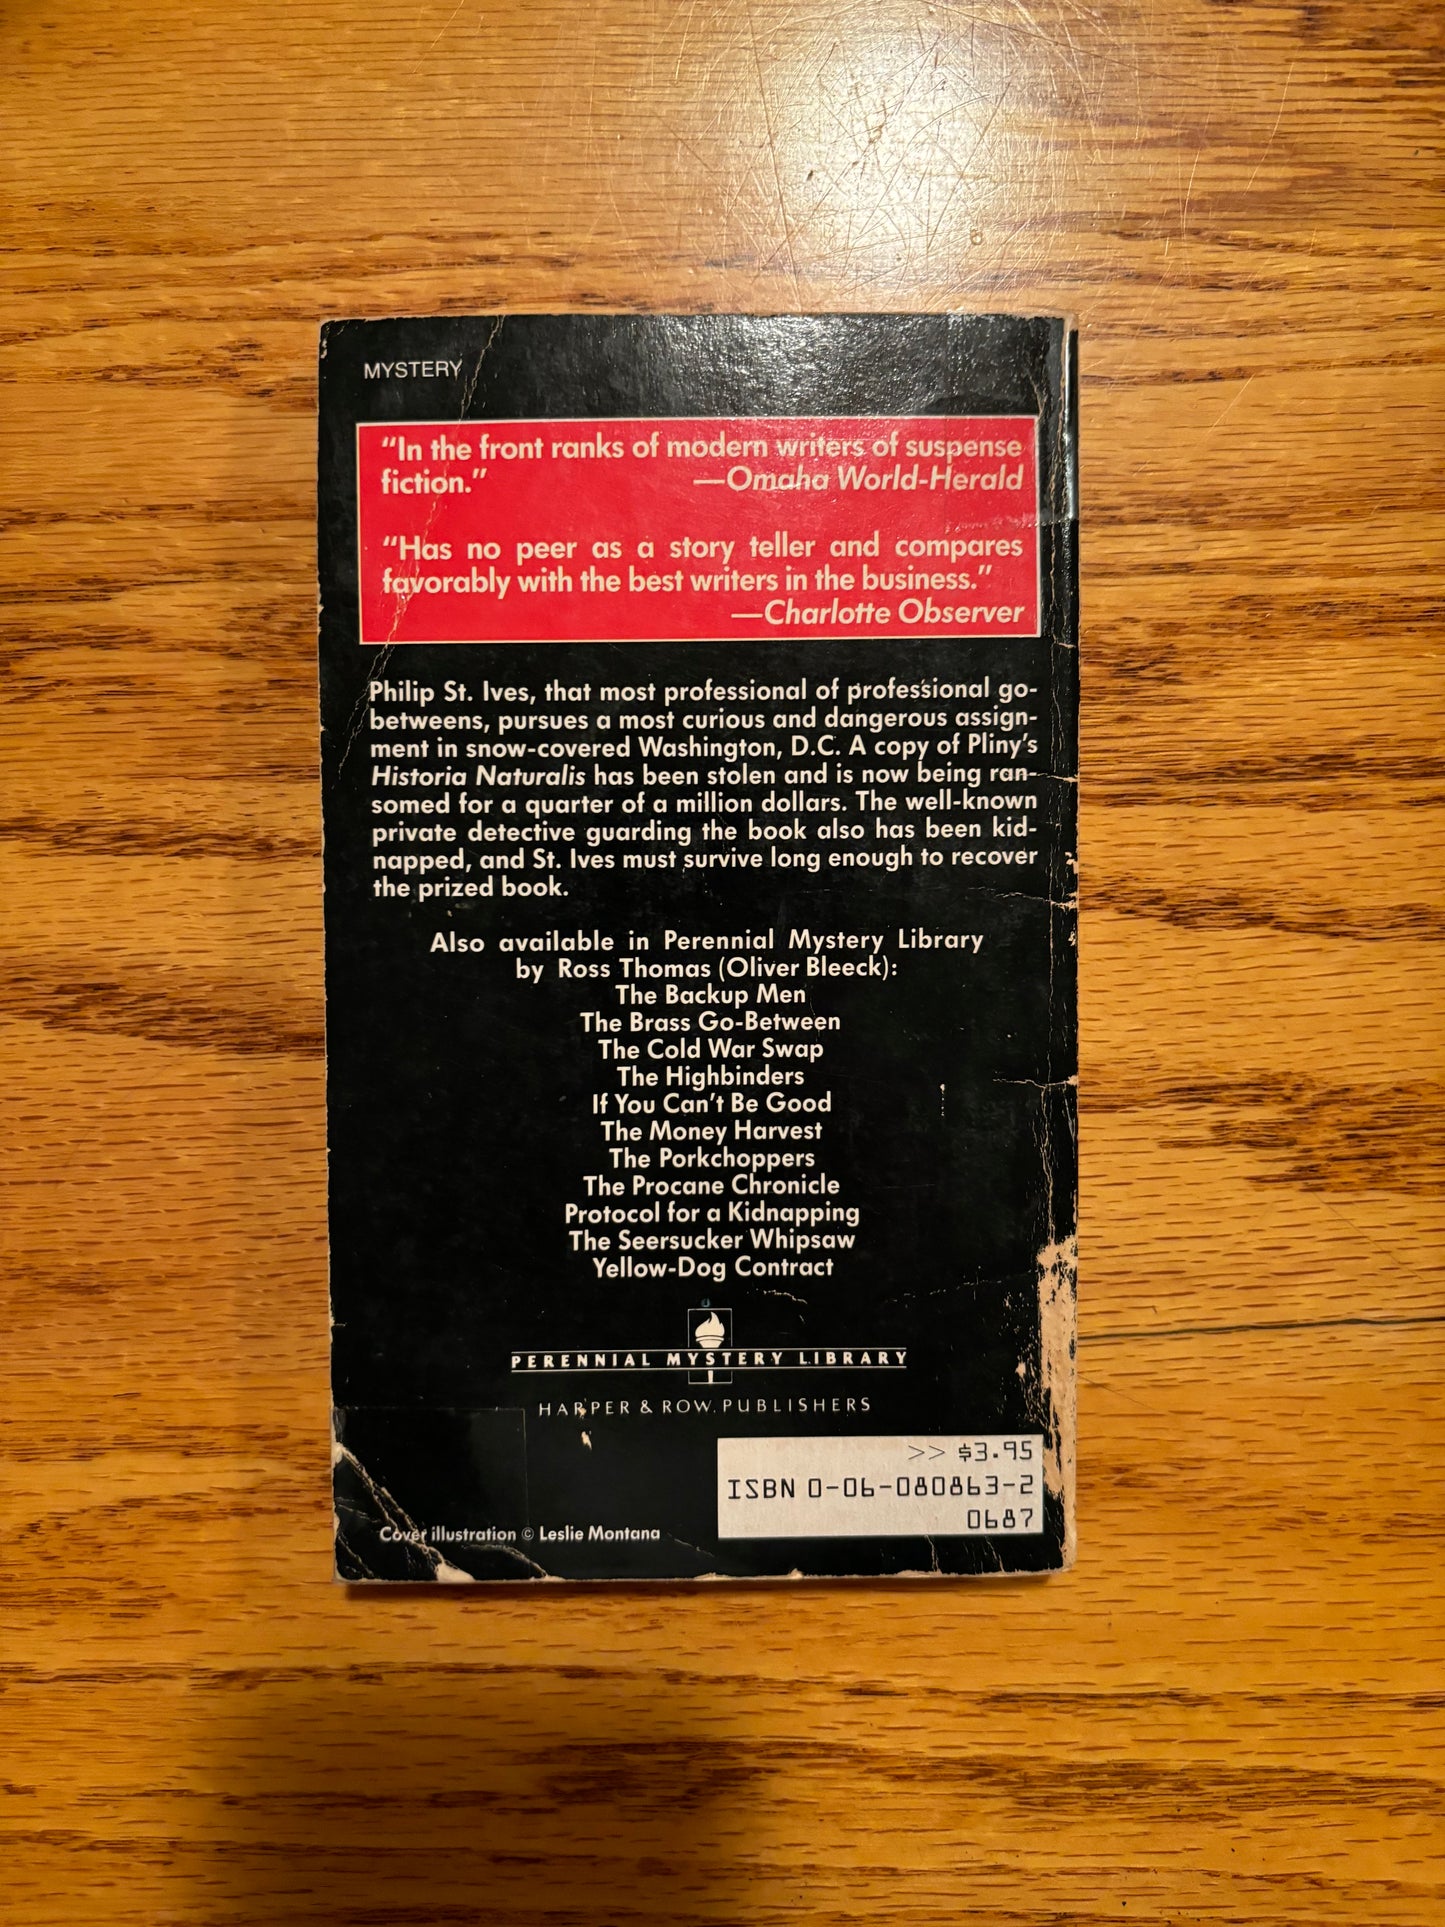 MYSTERY
“In the front ranks of modern writers of suspense
fiction.” —Omaha World-Herald
“Has no peer as a story teller and compares
favorably with the best writers in the business.”
—Charlotte Observer
Philip St. Ives, that most professional of professional go-
betweens, pursues a most curious and dangerous assign-
ment in snow-covered Washington, D.C. A copy of Pliny’s
Historia Naturalis has been stolen and is now being ran-
somed for a quarter of a million dollars. The well-known
private detective guarding the book also has been kid-
napped, and St. Ives must survive long enough to recover
the prized book.
Also available in Perennial Mystery Library
by Ross Thomas (Oliver Bleeck):
The Backup Men
The Brass Go-Between
The Cold War Swap
The Highbinders
If You Can’t Be Good
The Money Harvest
The Porkchoppers
The Procane Chronicle
Protocol for a Kidnapping
The Seersucker Whipsaw
Yellow-Dog Contract
PERENNIAL MYSTERY LIBRARY
HARPER & ROW, PUBLISHERS
>> $3.95
ISBN 0-06-080863-2
0687
Cover illustration © Leslie Montana